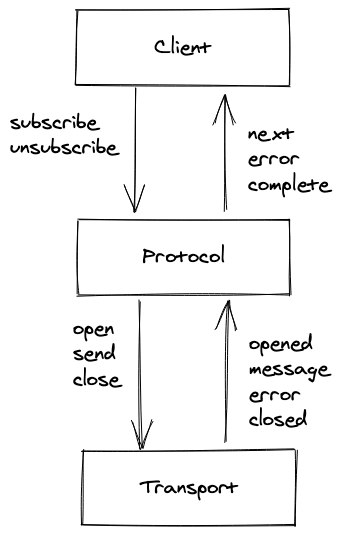 Client
subscribe
unsubscribe
next
error
complete
Protocol
open
send
close
opened
message
error
closed
Transport